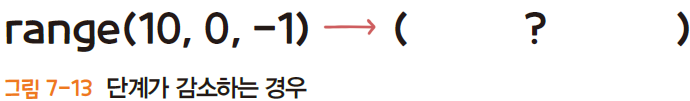 range(10, 0, -1) → ( ? )
그림 7-13 단계가 감소하는 경우